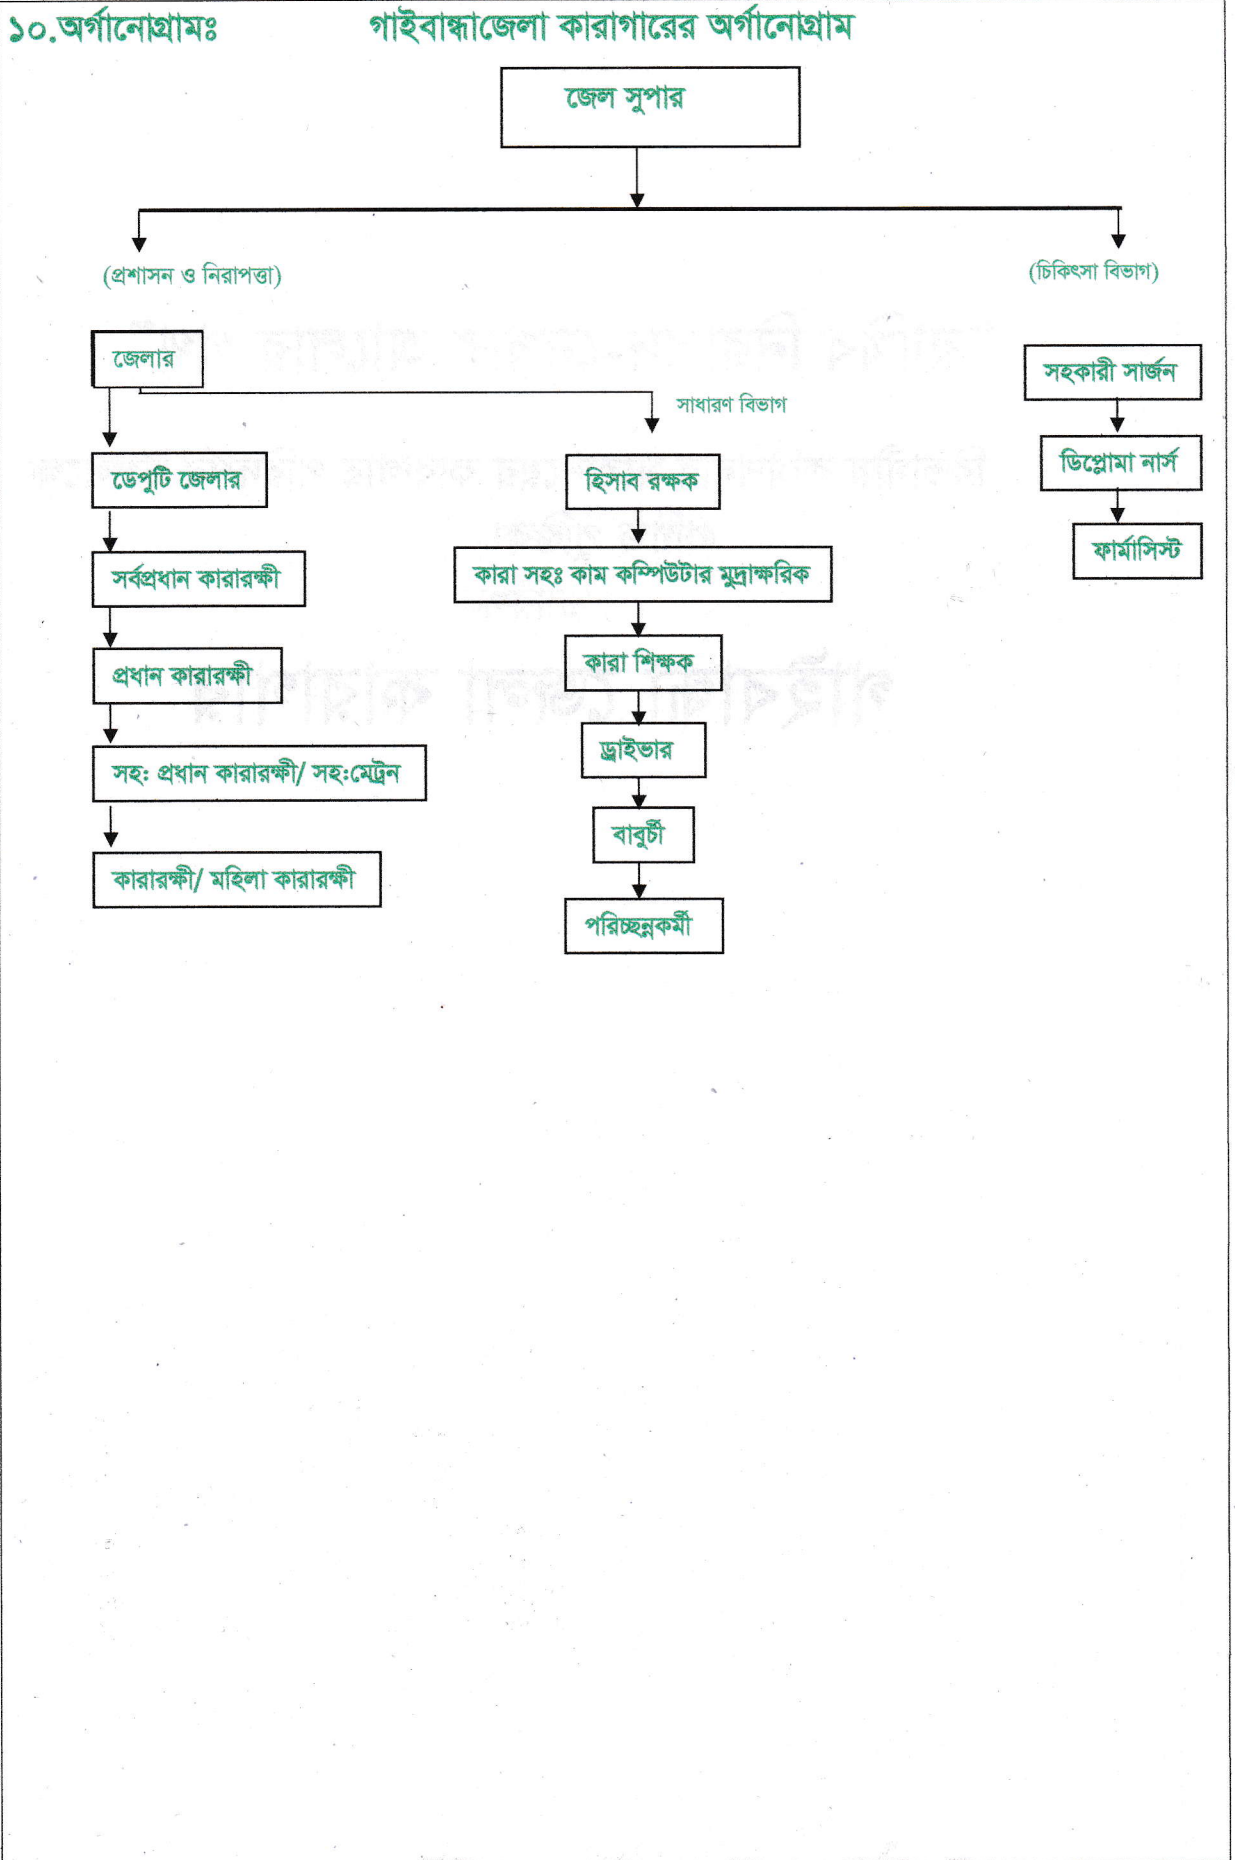 ১০.অর্গানোগ্রামঃ গাইবান্ধাজেলা কারাগারের অর্গানোগ্রাম
জেল সুপার
(প্রশাসন ও নিরাপত্তা)
(চিকিৎসা বিভাগ)
জেলার
সাধারণ বিভাগ
ডেপুটি জেলার
সর্বপ্রধান কারারক্ষী
প্রধান কারারক্ষী
সহ: প্রধান কারারক্ষী/ সহ:মেট্রন
কারারক্ষী/ মহিলা কারারক্ষী
হিসাব রক্ষক
কারা সহঃ কাম কম্পিউটার মুদ্রাক্ষরিক
কারা শিক্ষক
ড্রাইভার
বাবুর্চী
পরিচ্ছন্নকর্মী
সহকারী সার্জন
ডিপ্লোমা নার্স
ফার্মাসিস্ট